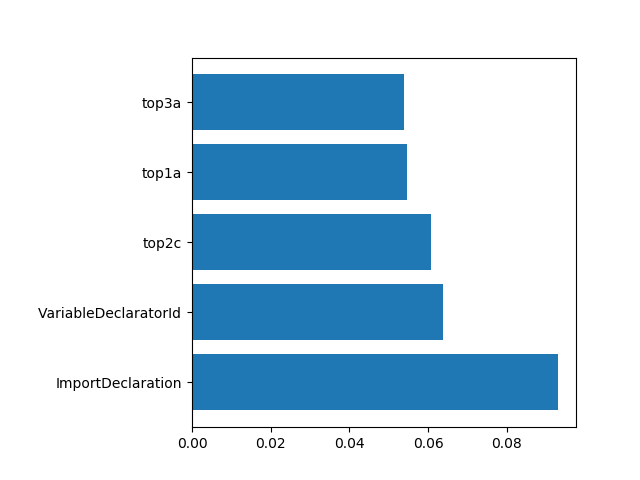 top3a
top1a
top2c
VariableDeclaratorId
ImportDeclaration
0.00 0.02 0.04 0.06 0.08